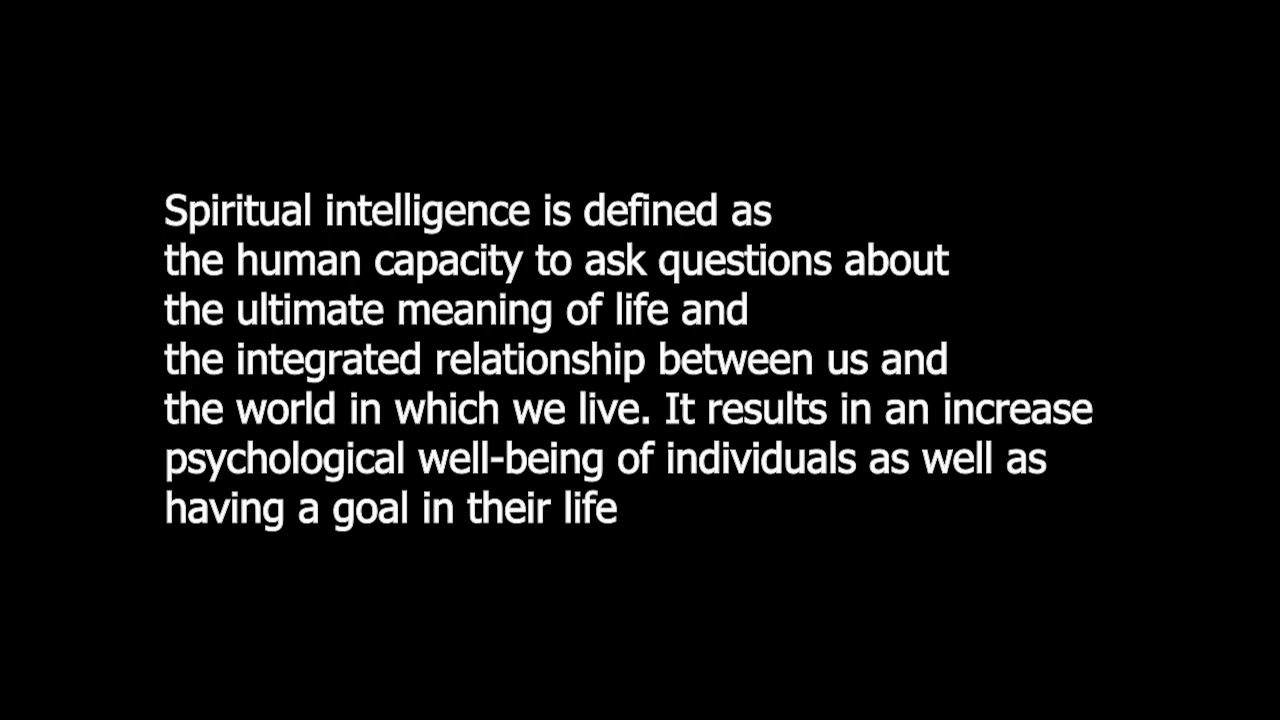 Spiritual intelligence is defined as
the human capacity to ask questions about
the ultimate meaning of life and
the integrated relationship between us and
the world in which we live. It results in an increase
psychological well-being of individuals as well as
having a goal in their life